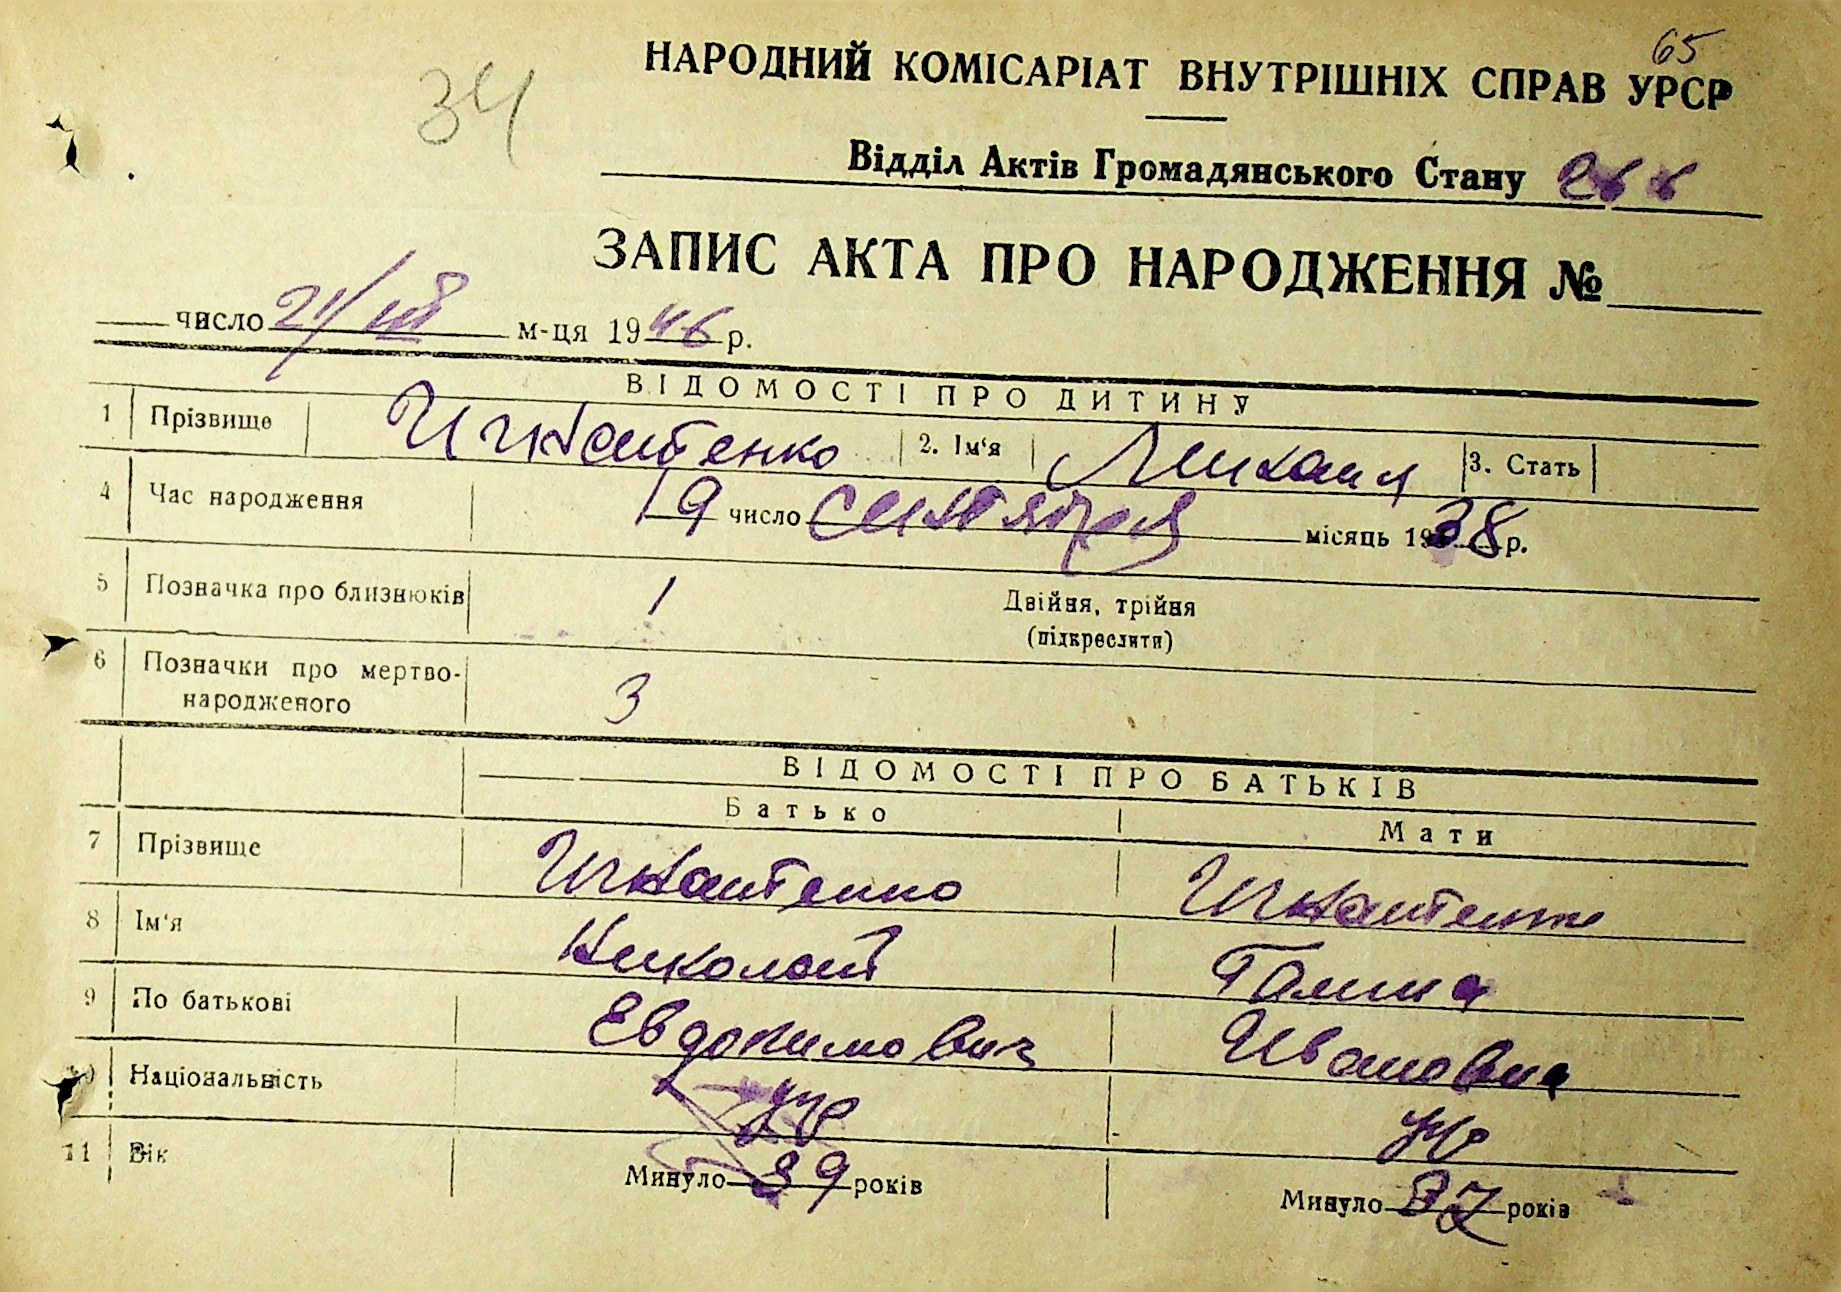 65
НАРОДНИЙ КОМІСАРІАТ ВНУТРІШНІХ СПРАВ УРСР
34
Відділ Актів Громадянського Стану
ЗАПИС АКТА ПРО НАРОДЖЕННЯ №
число 21/III м-ця 1946 р.
ВІДОМОСТІ ПРО ДИТИНУ
1 Прізвище 2. Ім'я Михаил 3. Стать
4 Час народження 19 число сентября місяць 1938 р.
5 Позначка про близнюків 1 Двійня, трійня
(підкреслити)
6 Позначки про мертво-
народженого 3
ВІДОМОСТІ ПРО БАТЬКІВ
Батько Мати
7 Прізвище
8 Ім'я Николай Галина
9 По батькові Евдокимович Ивановна
10 Національність укр укр
11 Вік Минуло 39 років Минуло 37 років